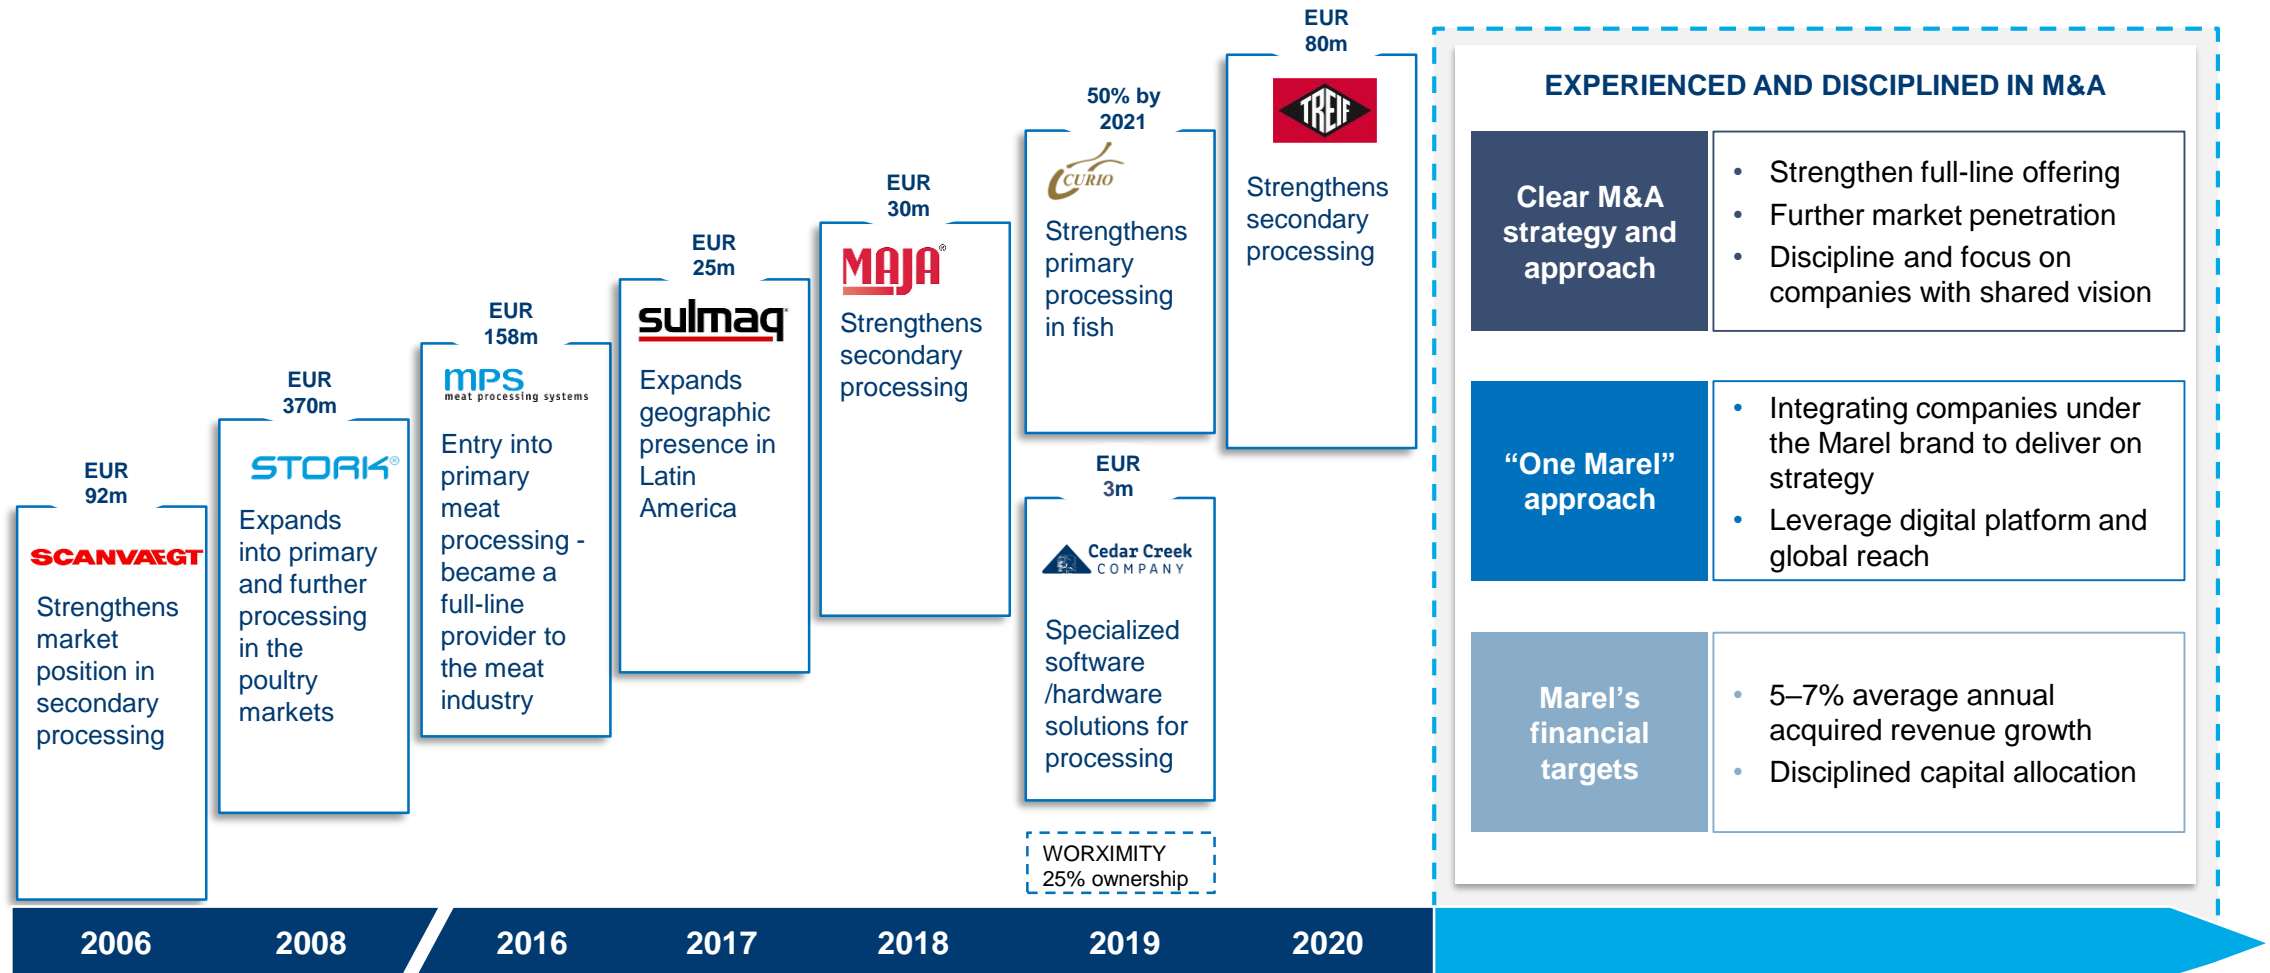 EUR
92m
SCANVAEGT
Strengthens
market
position in
secondary
processing
EUR
370m
STORK®
Expands
into primary
and further
processing
in the
poultry
markets
EUR
158m
MPS
meat processing systems
Entry into
primary
meat
processing -
became a
full-line
provider to
the meat
industry
EUR
25m
sulmaq
Expands
geographic
presence in
Latin
America
EUR
30m
MAJA®
Strengthens
secondary
processing
50% by
2021
CURIO
Strengthens
primary
processing
in fish
EUR
3m
Cedar Creek
COMPANY
Specialized
software
/hardware
solutions for
processing
WORXIMITY
25% ownership
EUR
80m
TREIF
Strengthens
secondary
processing
EXPERIENCED AND DISCIPLINED IN M&A
Clear M&A
strategy and
approach
• Strengthen full-line offering
• Further market penetration
• Discipline and focus on
companies with shared vision
“One Marel”
approach
• Integrating companies under
the Marel brand to deliver on
strategy
• Leverage digital platform and
global reach
Marel’s
financial
targets
• 5–7% average annual
acquired revenue growth
• Disciplined capital allocation
2006 2008 2016 2017 2018 2019 2020